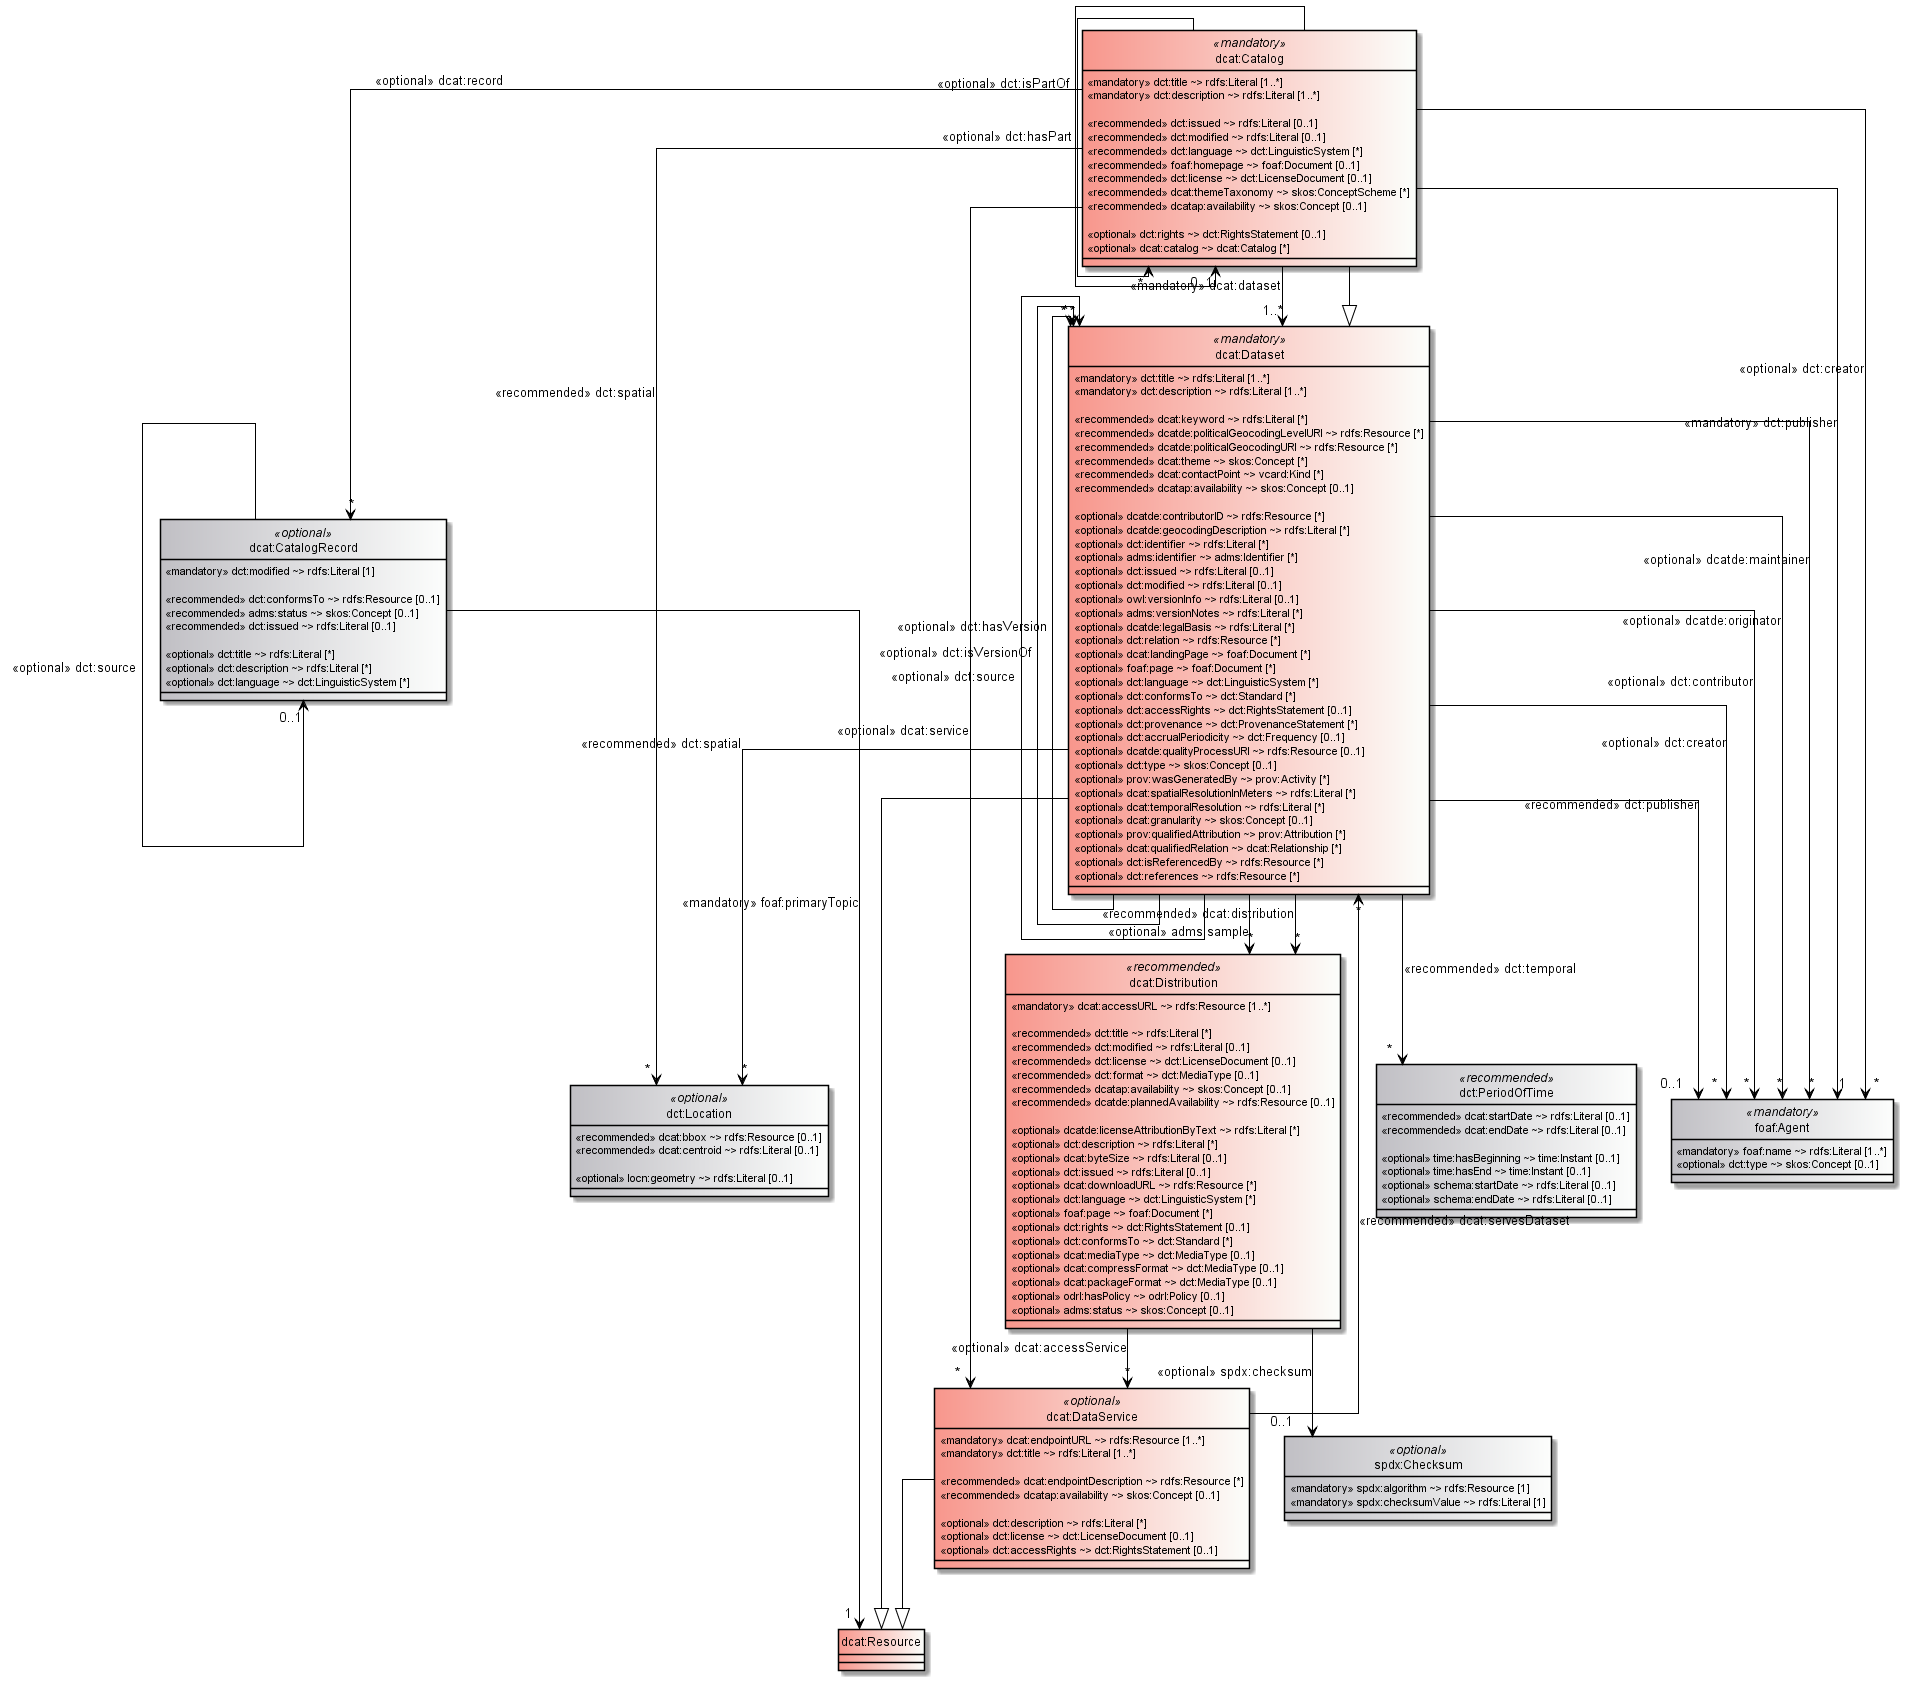 «mandatory»
dcat:Catalog
«mandatory» dct:title ~> rdfs:Literal [1..*]
«mandatory» dct:description ~> rdfs:Literal [1..*]
«recommended» dct:issued ~> rdfs:Literal [0..1]
«recommended» dct:modified ~> rdfs:Literal [0..1]
«recommended» dct:language ~> dct:LinguisticSystem [*]
«recommended» foaf:homepage ~> foaf:Document [0..1]
«recommended» dct:license ~> dct:LicenseDocument [0..1]
«recommended» dcat:themeTaxonomy ~> skos:ConceptScheme [*]
«recommended» dcatap:availability ~> skos:Concept [0..1]
«optional» dct:rights ~> dct:RightsStatement [0..1]
«optional» dcat:catalog ~> dcat:Catalog [*]
«optional» dcat:record
«optional» dct:isPartOf
«optional» dct:hasPart
*
0..1
«mandatory» dcat:dataset
1..*
* *
«mandatory»
dcat:Dataset
«mandatory» dct:title ~> rdfs:Literal [1..*]
«mandatory» dct:description ~> rdfs:Literal [1..*]
«recommended» dcat:keyword ~> rdfs:Literal [*]
«recommended» dcatde:politicalGeocodingLevelURI ~> rdfs:Resource [*]
«recommended» dcatde:politicalGeocodingURI ~> rdfs:Resource [*]
«recommended» dcat:theme ~> skos:Concept [*]
«recommended» dcat:contactPoint ~> vcard:Kind [*]
«recommended» dcatap:availability ~> skos:Concept [0..1]
«optional» dcatde:contributorID ~> rdfs:Resource [*]
«optional» dcatde:geocodingDescription ~> rdfs:Literal [*]
«optional» dct:identifier ~> rdfs:Literal [*]
«optional» adms:identifier ~> adms:Identifier [*]
«optional» dct:issued ~> rdfs:Literal [0..1]
«optional» dct:modified ~> rdfs:Literal [0..1]
«optional» owl:versionInfo ~> rdfs:Literal [0..1]
«optional» adms:versionNotes ~> rdfs:Literal [*]
«optional» dcatde:legalBasis ~> rdfs:Literal [*]
«optional» dct:relation ~> rdfs:Resource [*]
«optional» dcat:landingPage ~> foaf:Document [*]
«optional» foaf:page ~> foaf:Document [*]
«optional» dct:language ~> dct:LinguisticSystem [*]
«optional» dct:conformsTo ~> dct:Standard [*]
«optional» dct:accessRights ~> dct:RightsStatement [0..1]
«optional» dct:provenance ~> dct:ProvenanceStatement [*]
«optional» dct:accrualPeriodicity ~> dct:Frequency [0..1]
«optional» dcatde:qualityProcessURI ~> rdfs:Resource [0..1]
«optional» dct:type ~> skos:Concept [0..1]
«optional» prov:wasGeneratedBy ~> prov:Activity [*]
«optional» dcat:spatialResolutionInMeters ~> rdfs:Literal [*]
«optional» dcat:temporalResolution ~> rdfs:Literal [*]
«optional» dcat:granularity ~> skos:Concept [0..1]
«optional» prov:qualifiedAttribution ~> prov:Attribution [*]
«optional» dcat:qualifiedRelation ~> dcat:Relationship [*]
«optional» dct:isReferencedBy ~> rdfs:Resource [*]
«optional» dct:references ~> rdfs:Resource [*]
«optional» dct:creator
«recommended» dct:spatial
«mandatory» dct:publisher
*
«optional»
dcat:CatalogRecord
«mandatory» dct:modified ~> rdfs:Literal [1]
«recommended» dct:conformsTo ~> rdfs:Resource [0..1]
«recommended» adms:status ~> skos:Concept [0..1]
«recommended» dct:issued ~> rdfs:Literal [0..1]
«optional» dct:title ~> rdfs:Literal [*]
«optional» dct:description ~> rdfs:Literal [*]
«optional» dct:language ~> dct:LinguisticSystem [*]
«optional» dct:source
0..1
«optional» dcatde:maintainer
«optional» dcatde:originator
«optional» dct:hasVersion
«optional» dct:isVersionOf
«optional» dct:source
«optional» dct:contributor
«optional» dcat:service
«recommended» dct:spatial
«optional» dct:creator
«recommended» dct:publisher
«mandatory» foaf:primaryTopic
«recommended» dcat:distribution
*
«optional» adms:sample
*
*
«recommended» dct:temporal
«recommended»
dcat:Distribution
«mandatory» dcat:accessURL ~> rdfs:Resource [1..*]
«recommended» dct:title ~> rdfs:Literal [*]
«recommended» dct:modified ~> rdfs:Literal [0..1]
«recommended» dct:license ~> dct:LicenseDocument [0..1]
«recommended» dct:format ~> dct:MediaType [0..1]
«recommended» dcatap:availability ~> skos:Concept [0..1]
«recommended» dcatde:plannedAvailability ~> rdfs:Resource [0..1]
«optional» dcatde:licenseAttributionByText ~> rdfs:Literal [*]
«optional» dct:description ~> rdfs:Literal [*]
«optional» dcat:byteSize ~> rdfs:Literal [0..1]
«optional» dct:issued ~> rdfs:Literal [0..1]
«optional» dcat:downloadURL ~> rdfs:Resource [*]
«optional» dct:language ~> dct:LinguisticSystem [*]
«optional» foaf:page ~> foaf:Document [*]
«optional» dct:rights ~> dct:RightsStatement [0..1]
«optional» dct:conformsTo ~> dct:Standard [*]
«optional» dcat:mediaType ~> dct:MediaType [0..1]
«optional» dcat:compressFormat ~> dct:MediaType [0..1]
«optional» dcat:packageFormat ~> dct:MediaType [0..1]
«optional» odrl:hasPolicy ~> odrl:Policy [0..1]
«optional» adms:status ~> skos:Concept [0..1]
*
*
«optional»
dct:Location
«recommended» dcat:bbox ~> rdfs:Resource [0..1]
«recommended» dcat:centroid ~> rdfs:Literal [0..1]
«optional» locn:geometry ~> rdfs:Literal [0..1]
*
«recommended»
dct:PeriodOfTime
«recommended» dcat:startDate ~> rdfs:Literal [0..1]
«recommended» dcat:endDate ~> rdfs:Literal [0..1]
«optional» time:hasBeginning ~> time:Instant [0..1]
«optional» time:hasEnd ~> time:Instant [0..1]
«optional» schema:startDate ~> rdfs:Literal [0..1]
«optional» schema:endDate ~> rdfs:Literal [0..1]
«recommended» dcat:servesDataset
0..1 * * * * 1 *
«mandatory»
foaf:Agent
«mandatory» foaf:name ~> rdfs:Literal [1..*]
«optional» dct:type ~> skos:Concept [0..1]
«optional» dcat:accessService
*
*
«optional» spdx:checksum
0..1
«optional»
dcat:DataService
«mandatory» dcat:endpointURL ~> rdfs:Resource [1..*]
«mandatory» dct:title ~> rdfs:Literal [1..*]
«recommended» dcat:endpointDescription ~> rdfs:Resource [*]
«recommended» dcatap:availability ~> skos:Concept [0..1]
«optional» dct:description ~> rdfs:Literal [*]
«optional» dct:license ~> dct:LicenseDocument [0..1]
«optional» dct:accessRights ~> dct:RightsStatement [0..1]
«optional»
spdx:Checksum
«mandatory» spdx:algorithm ~> rdfs:Resource [1]
«mandatory» spdx:checksumValue ~> rdfs:Literal [1]
1
dcat:Resource